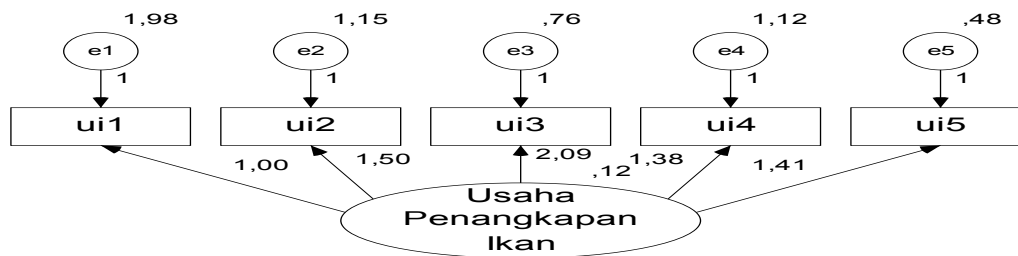 1,98 1,15 ,76 1,12 ,48
e1 e2 e3 e4 e5
1 1 1 1 1
ui1 ui2 ui3 ui4 ui5
1,00 1,50 2,09 ,12 1,38 1,41
Usaha
Penangkapan
Ikan